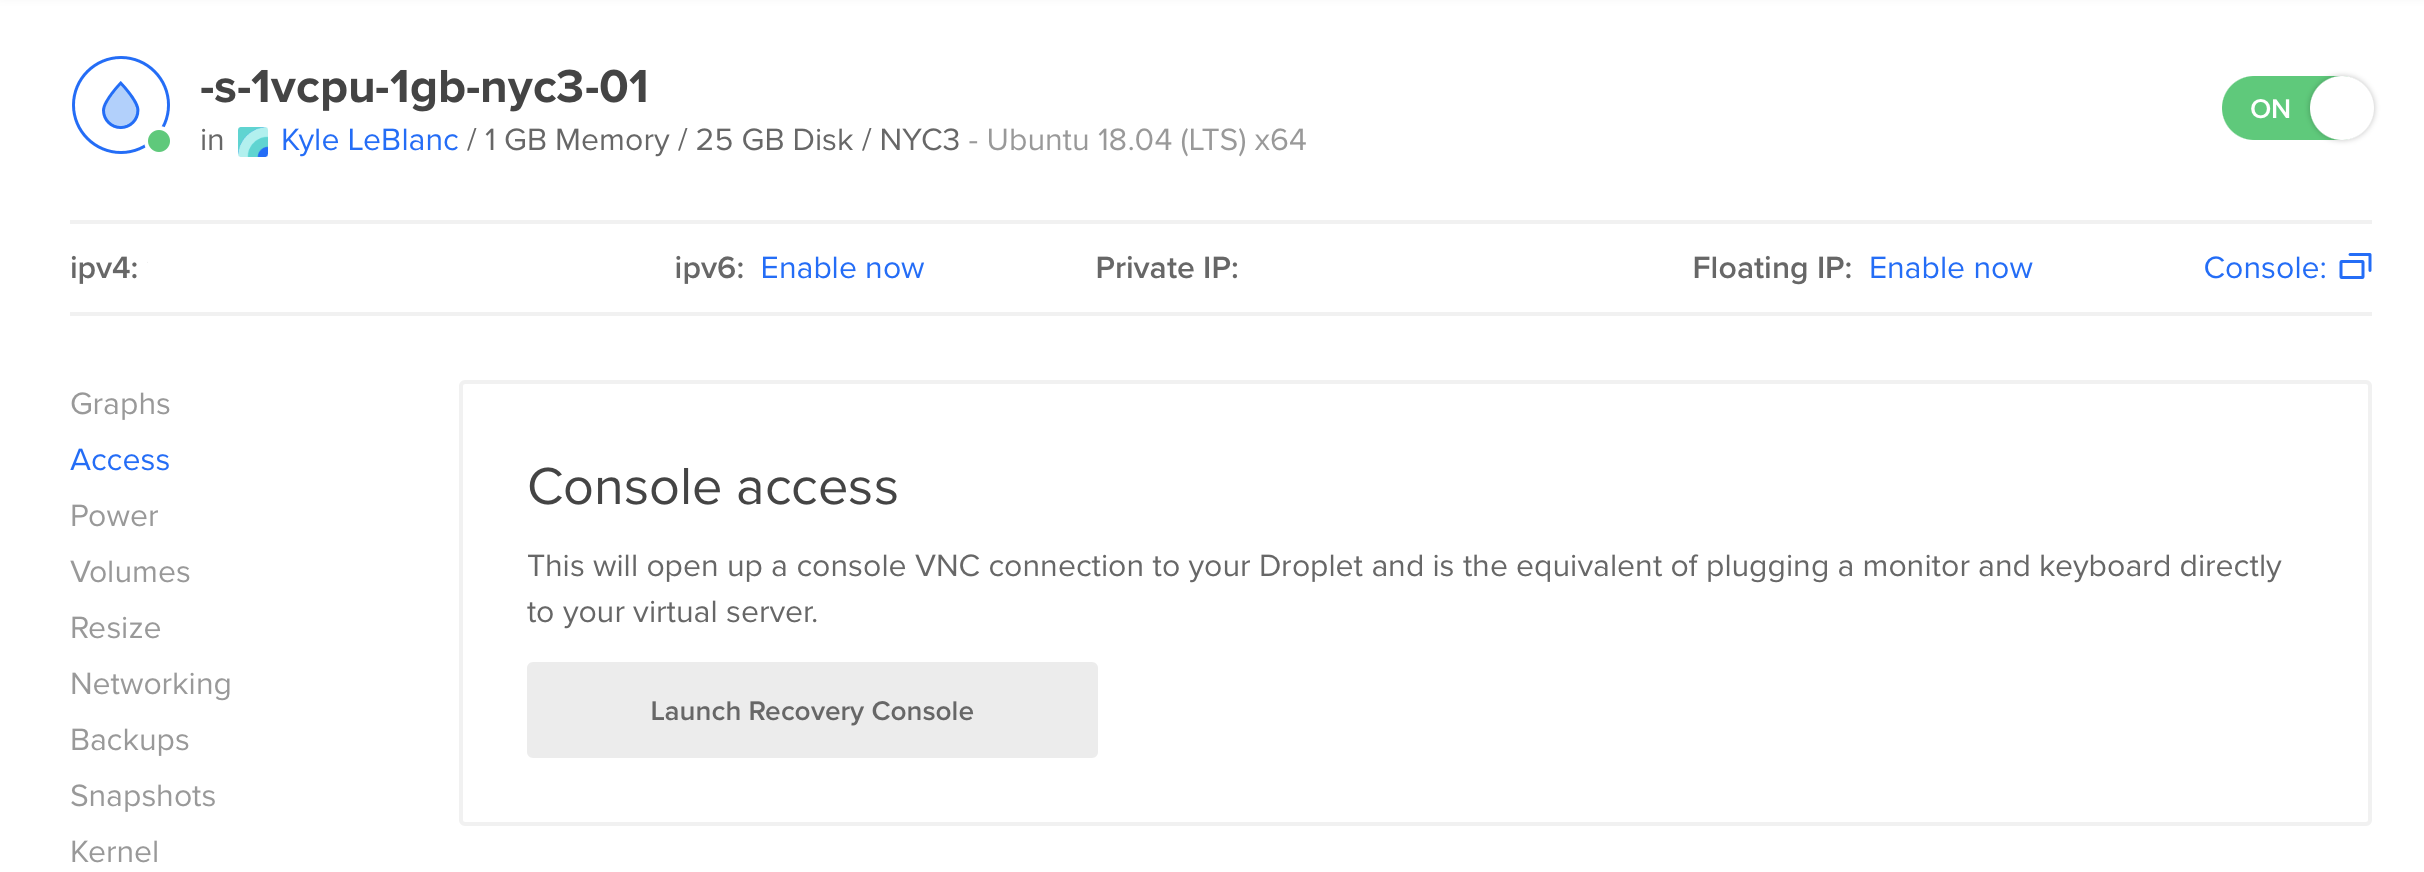 -s-1vcpu-1gb-nyc3-01
in Kyle LeBlanc / 1 GB Memory / 25 GB Disk / NYC3 - Ubuntu 18.04 (LTS) x64
ON
ipv4: ipv6: Enable now Private IP: Floating IP: Enable now Console:
Graphs
Access
Power
Volumes
Resize
Networking
Backups
Snapshots
Kernel
Console access
This will open up a console VNC connection to your Droplet and is the equivalent of plugging a monitor and keyboard directly
to your virtual server.
Launch Recovery Console